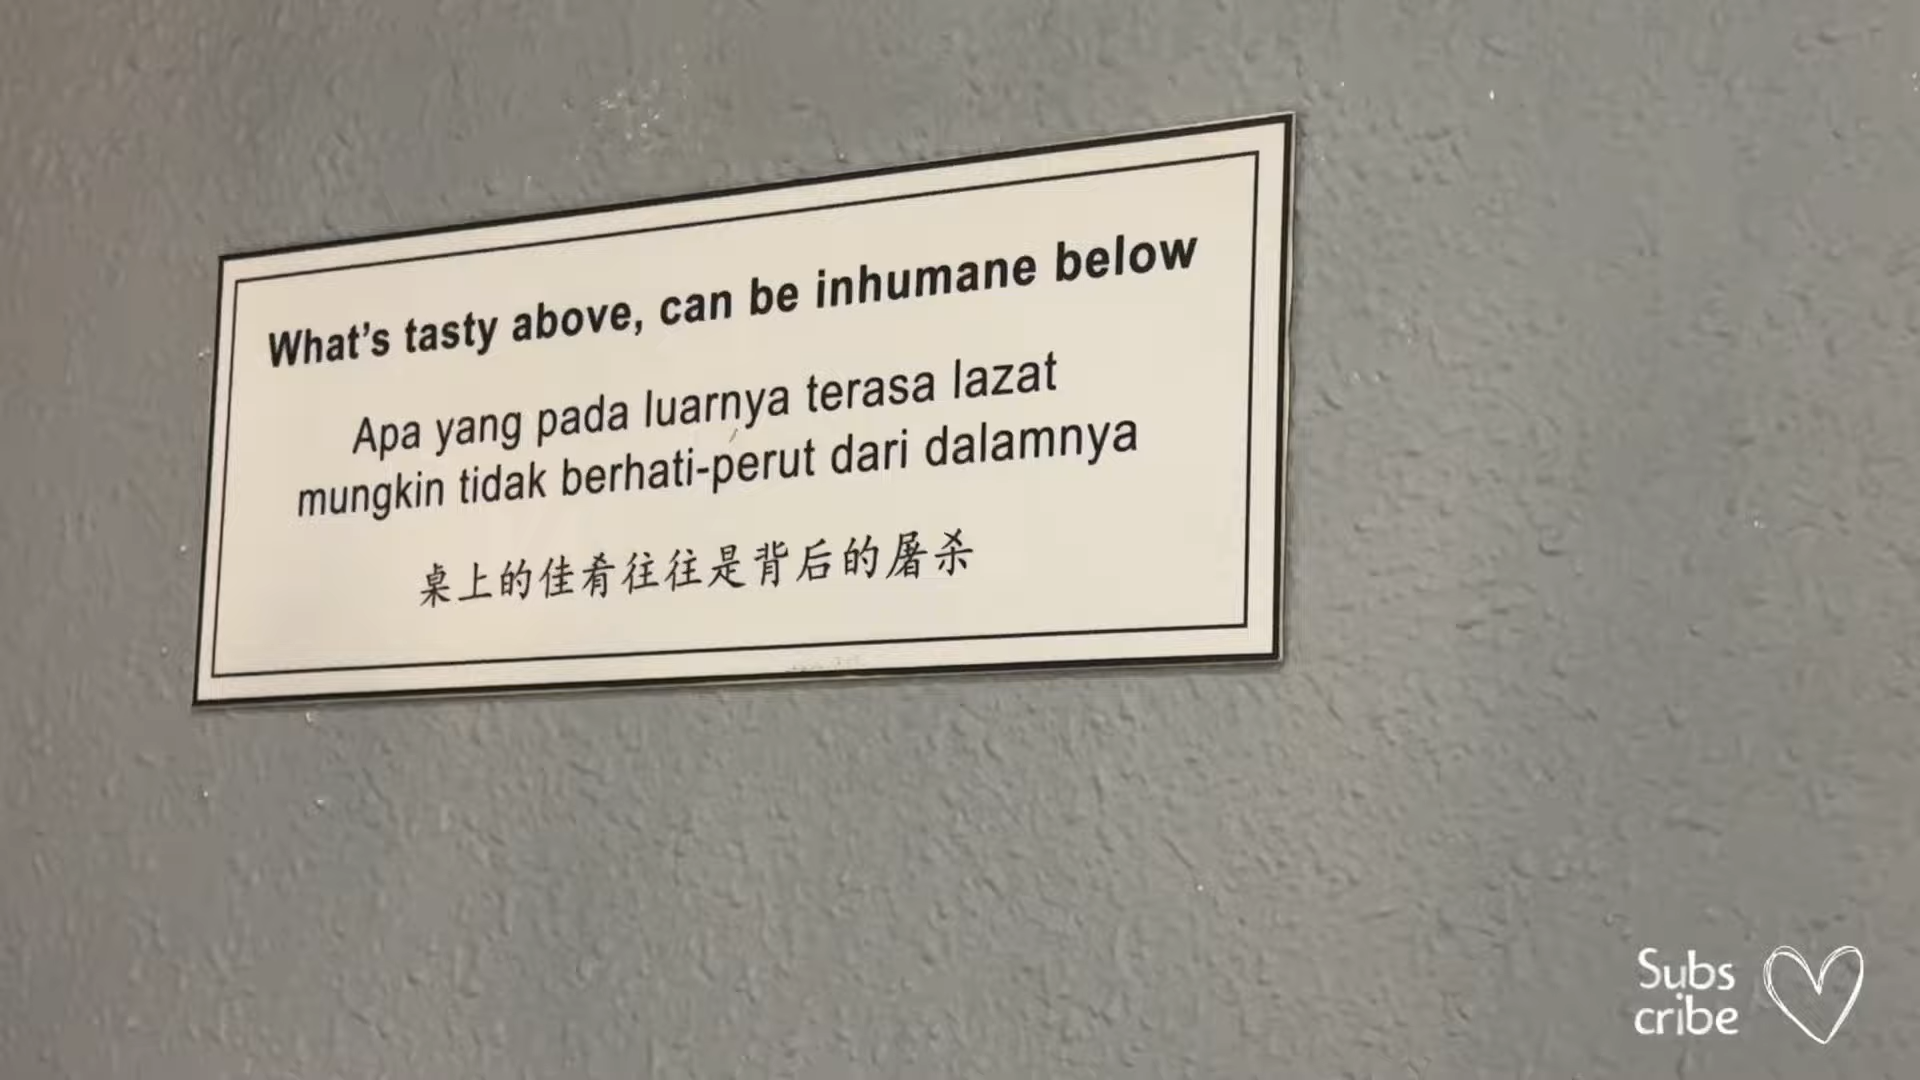 What's tasty above, can be inhumane below
Apa yang pada luarnya terasa lazat
mungkin tidak berhati-perut dari dalamnya
桌上的佳肴往往是背后的屠杀
Subs
cribe